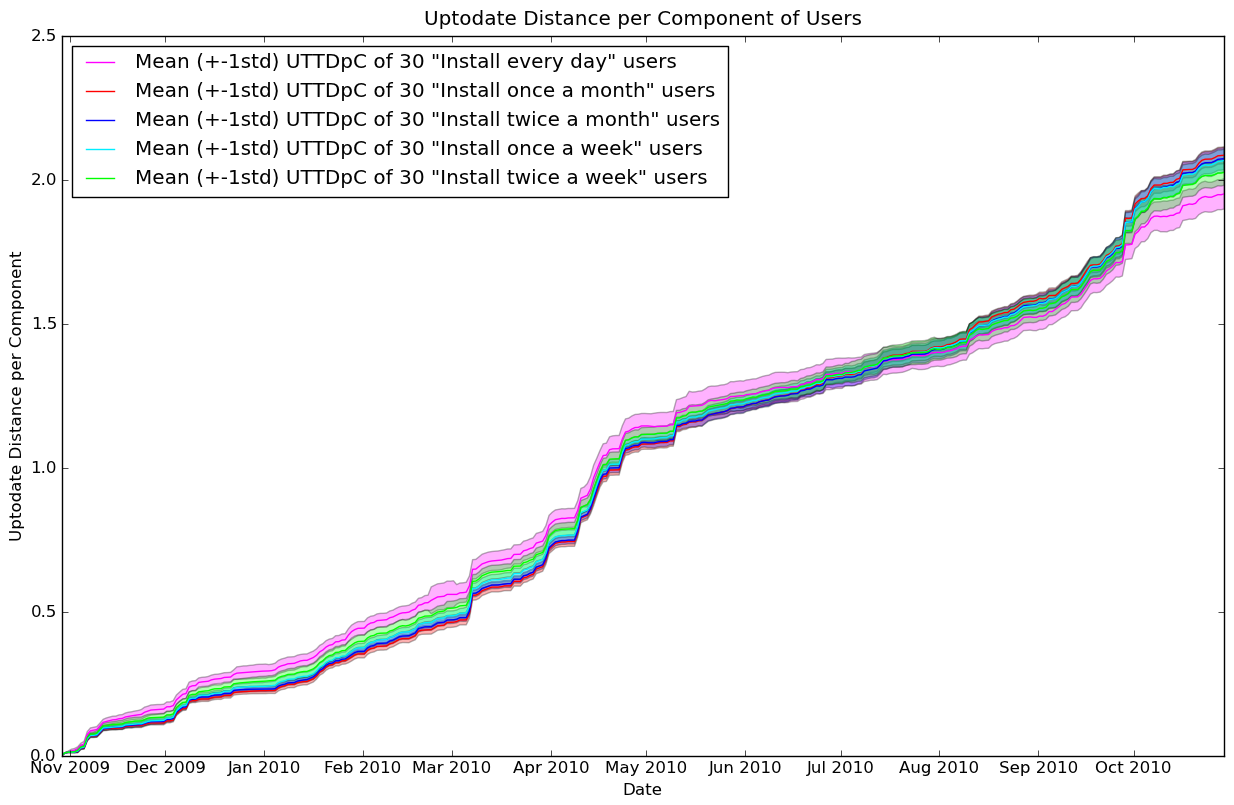 Uptodate Distance per Component of Users
2.5
2.0
1.5
1.0
0.5
0.0
Uptodate Distance per Component
Mean (+-1std) UTTDpC of 30 "Install every day" users
Mean (+-1std) UTTDpC of 30 "Install once a month" users
Mean (+-1std) UTTDpC of 30 "Install twice a month" users
Mean (+-1std) UTTDpC of 30 "Install once a week" users
Mean (+-1std) UTTDpC of 30 "Install twice a week" users
Nov 2009 Dec 2009 Jan 2010 Feb 2010 Mar 2010 Apr 2010 May 2010 Jun 2010 Jul 2010 Aug 2010 Sep 2010 Oct 2010
Date